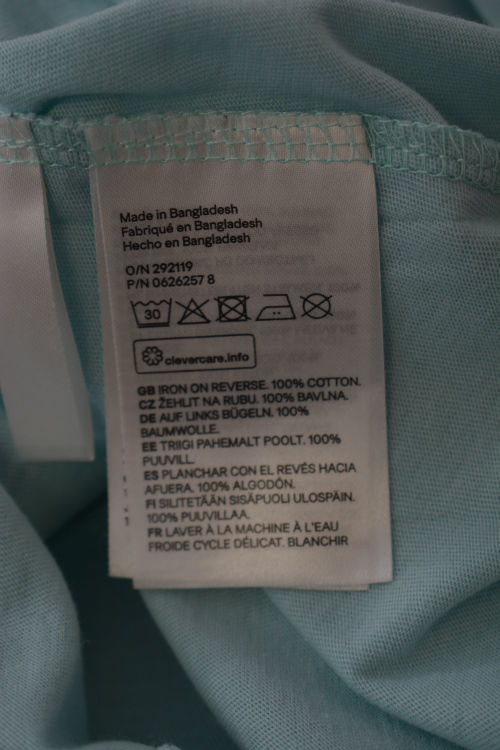 Made in Bangladesh
Fabriqué en Bangladesh
Hecho en Bangladesh
O/N 292119
P/N 0626257 8
30
clevercare.info
GB IRON ON REVERSE. 100% COTTON.
CZ ŽEHLIT NA RUBU. 100% BAVLNA.
DE AUF LINKS BÜGELN. 100%
BAUMWOLLE.
EE TRIIGI PAHEMALT POOLT. 100%
PUUVILL.
ES PLANCHAR CON EL REVÉS HACIA
AFUERA. 100% ALGODÓN.
FI SILITETÄÄN SISÄPUOLI ULOSPÄIN.
100% PUUVILLAA.
FR LAVER À LA MACHINE À L'EAU
FROIDE CYCLE DÉLICAT. BLANCHIR